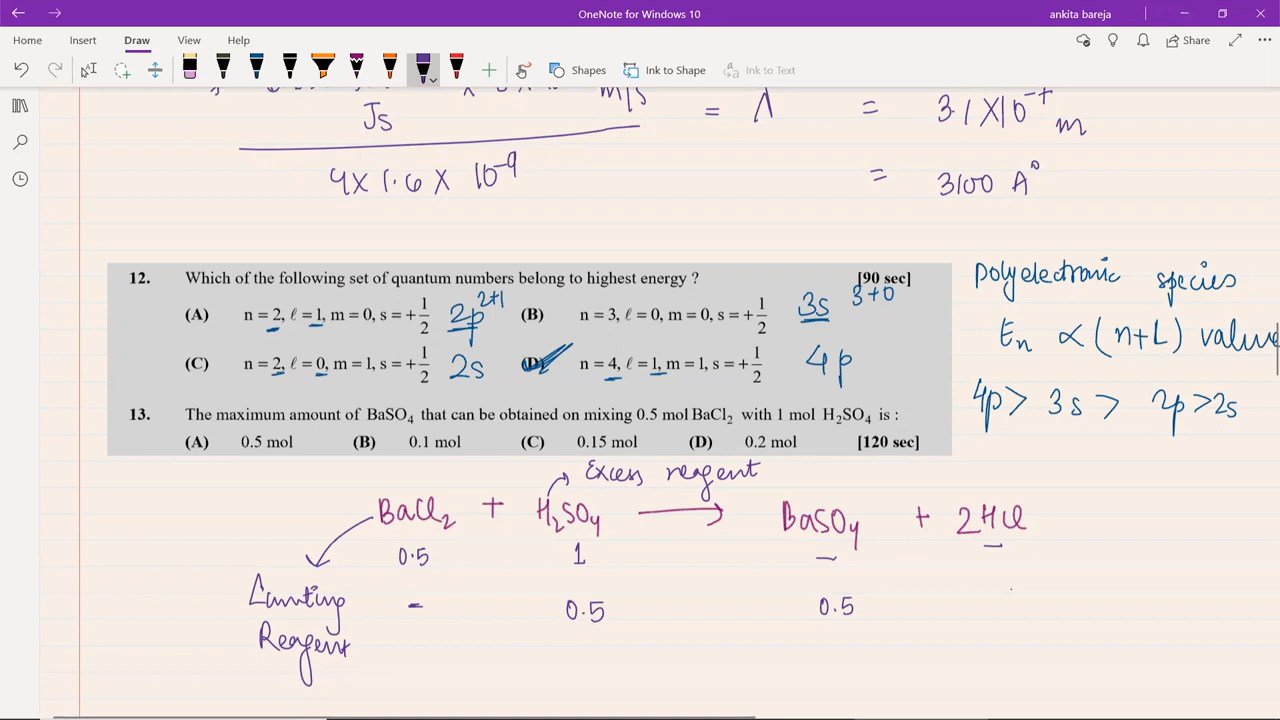 OneNote for Windows 10
ankita bareja
Home Insert Draw View Help
Share
Shapes Ink to Shape Ink to Text
m/s
Js
= λ = 3.1 X10⁻⁷ m
4 X 1.6 X 10⁻⁹
= 3100 A⁰
12. Which of the following set of quantum numbers belong to highest energy ? [90 sec]
(A) n = 2, ℓ = 1, m = 0, s = +1/2 2p 2+1 (B) n = 3, ℓ = 0, m = 0, s = +1/2 3s 3+0
(C) n = 2, ℓ = 0, m = 1, s = +1/2 2s (D) n = 4, ℓ = 1, m = 1, s = +1/2 4p
Polyelectronic species
En ∝ (n+L) value
4p > 3s > 2p > 2s
13. The maximum amount of BaSO₄ that can be obtained on mixing 0.5 mol BaCl₂ with 1 mol H₂SO₄ is :
(A) 0.5 mol (B) 0.1 mol (C) 0.15 mol (D) 0.2 mol [120 sec]
Excess reagent
BaCl₂ + H₂SO₄ → BaSO₄ + 2HCl
0.5 1 — —
Limiting - 0.5 0.5
Reagent